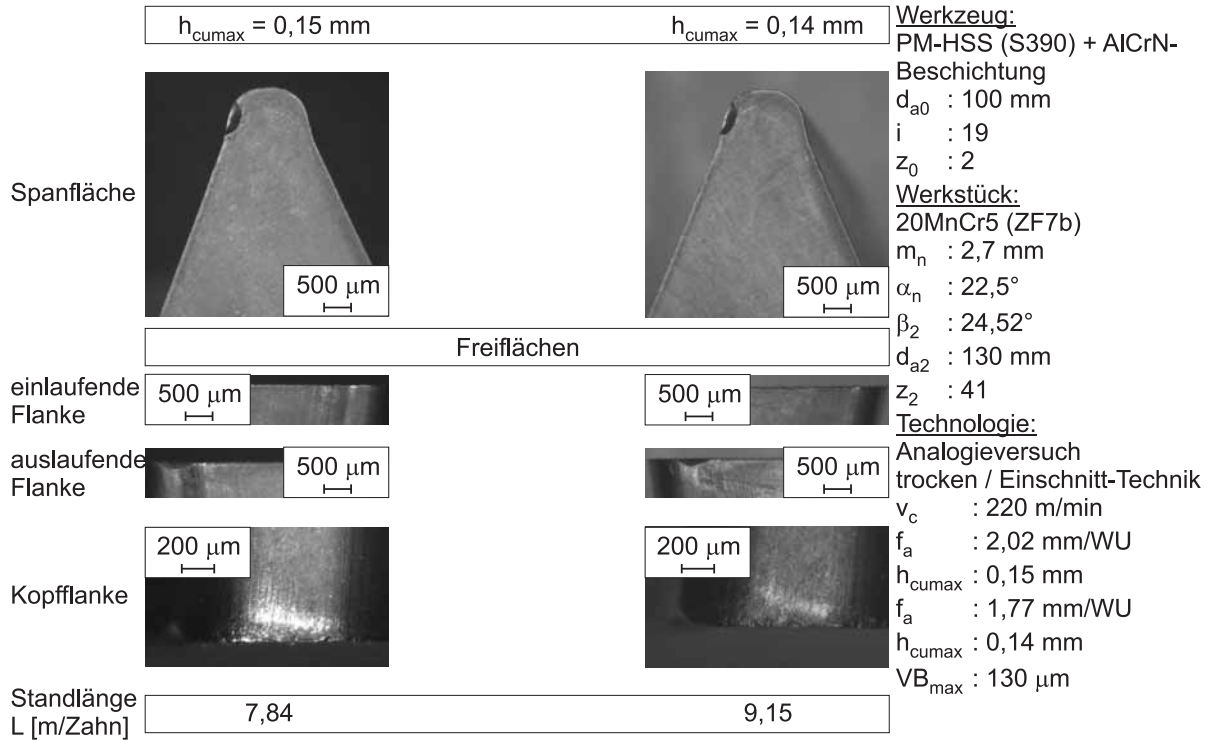 h_cumax = 0,15 mm
h_cumax = 0,14 mm
Spanfläche
500 μm
500 μm
Freiflächen
einlaufende
Flanke
500 μm
500 μm
auslaufende
Flanke
500 μm
500 μm
Kopfflanke
200 μm
200 μm
Standlänge
L [m/Zahn]
7,84
9,15
Werkzeug:
PM-HSS (S390) + AlCrN-
Beschichtung
d_a0 : 100 mm
i : 19
z_0 : 2
Werkstück:
20MnCr5 (ZF7b)
m_n : 2,7 mm
α_n : 22,5°
β_2 : 24,52°
d_a2 : 130 mm
z_2 : 41
Technologie:
Analogieversuch
trocken / Einschnitt-Technik
v_c : 220 m/min
f_a : 2,02 mm/WU
h_cumax : 0,15 mm
f_a : 1,77 mm/WU
h_cumax : 0,14 mm
VB_max : 130 μm